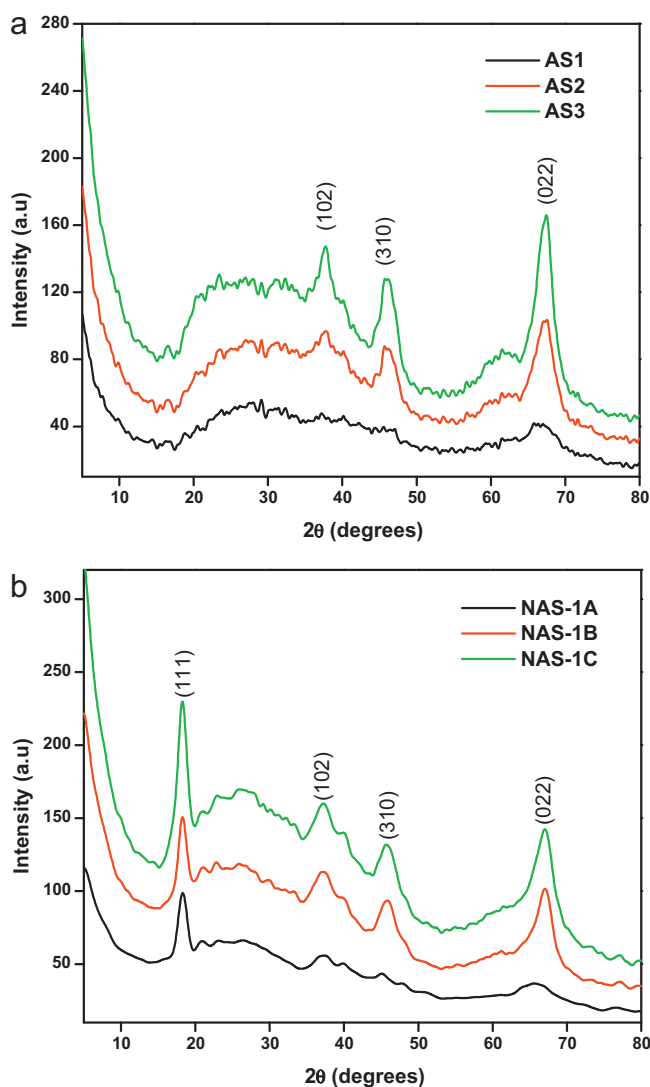 a
280
240
200
160
120
80
40
Intensity (a.u)
AS1
AS2
AS3
(102)
(310)
(022)
10 20 30 40 50 60 70 80
2θ (degrees)
b
300
250
200
150
100
50
Intensity (a.u)
NAS-1A
NAS-1B
NAS-1C
(111)
(102)
(310)
(022)
10 20 30 40 50 60 70 80
2θ (degrees)